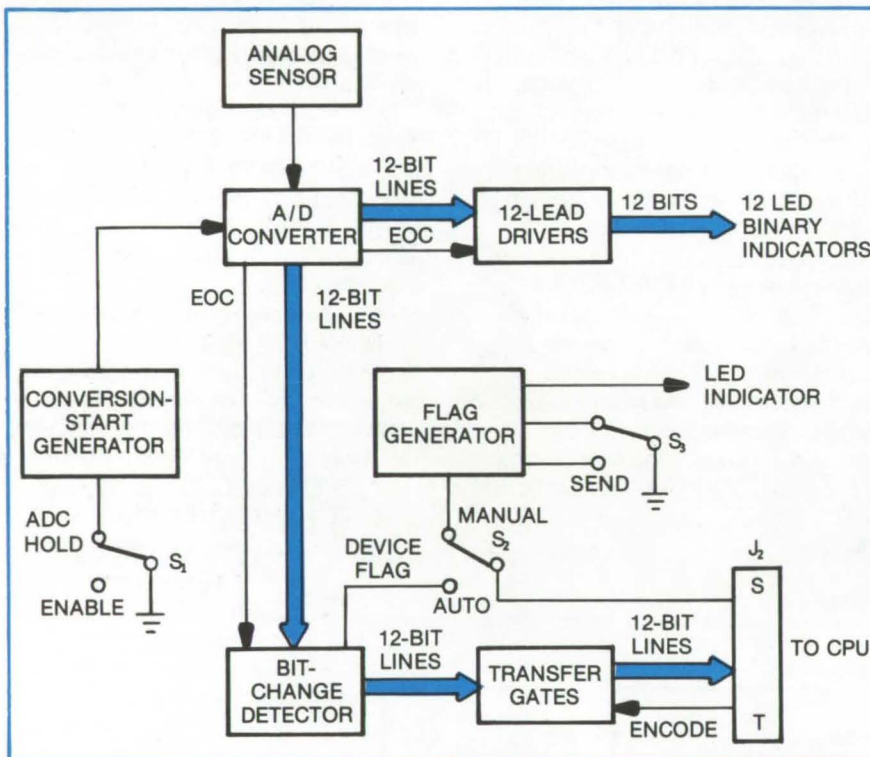 ANALOG
SENSOR
12-BIT
LINES
A/D
CONVERTER
EOC
12-LEAD
DRIVERS
12 BITS
12 LED
BINARY
INDICATORS
EOC
12-BIT
LINES
CONVERSION-
START
GENERATOR
FLAG
GENERATOR
LED
INDICATOR
S₃
SEND
ADC
HOLD
S₁
ENABLE
MANUAL
S₂
DEVICE
FLAG
AUTO
J₂
S
12-BIT
LINES
12-BIT
LINES
TO CPU
BIT-
CHANGE
DETECTOR
TRANSFER
GATES
ENCODE
T